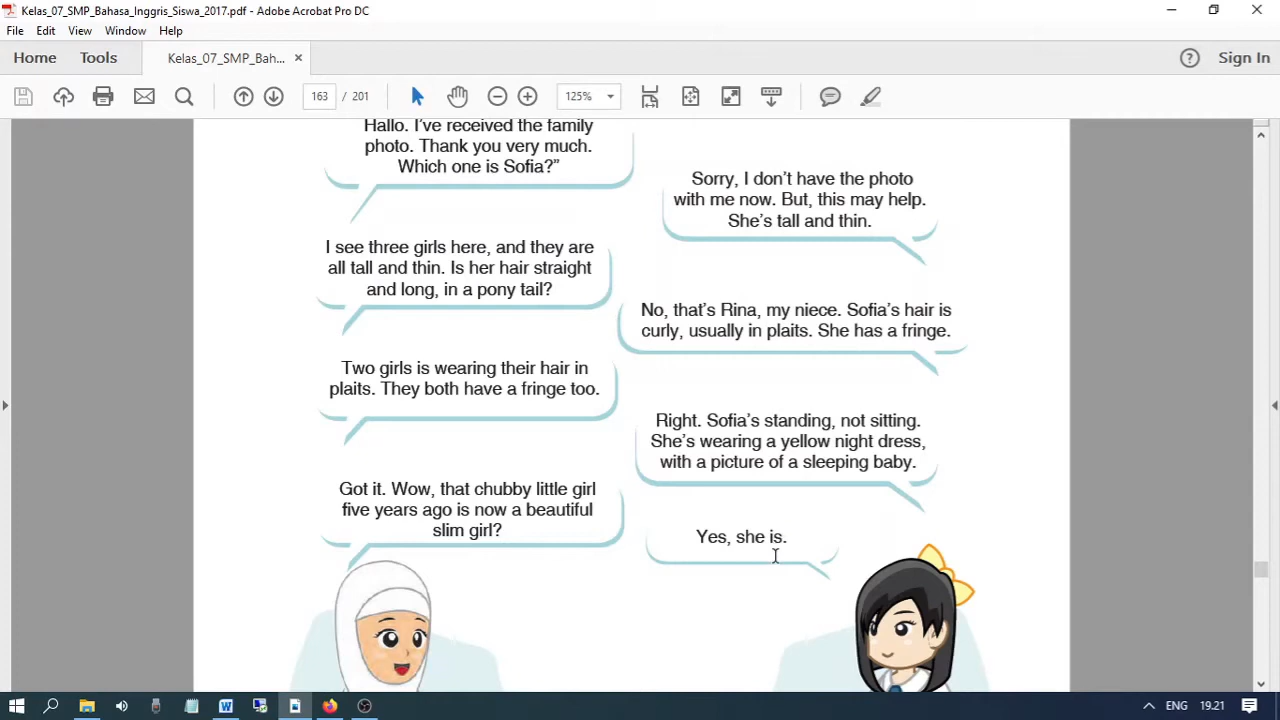 Kelas_07_SMP_Bahasa_Inggris_Siswa_2017.pdf - Adobe Acrobat Pro DC
File Edit View Window Help
Home Tools Kelas_07_SMP_Bah... × Sign In
163 / 201 125%
Hallo. I’ve received the family
photo. Thank you very much.
Which one is Sofia?”
Sorry, I don’t have the photo
with me now. But, this may help.
She’s tall and thin.
I see three girls here, and they are
all tall and thin. Is her hair straight
and long, in a pony tail?
No, that’s Rina, my niece. Sofia’s hair is
curly, usually in plaits. She has a fringe.
Two girls is wearing their hair in
plaits. They both have a fringe too.
Right. Sofia’s standing, not sitting.
She’s wearing a yellow night dress,
with a picture of a sleeping baby.
Got it. Wow, that chubby little girl
five years ago is now a beautiful
slim girl?
Yes, she is.
ENG 19.21